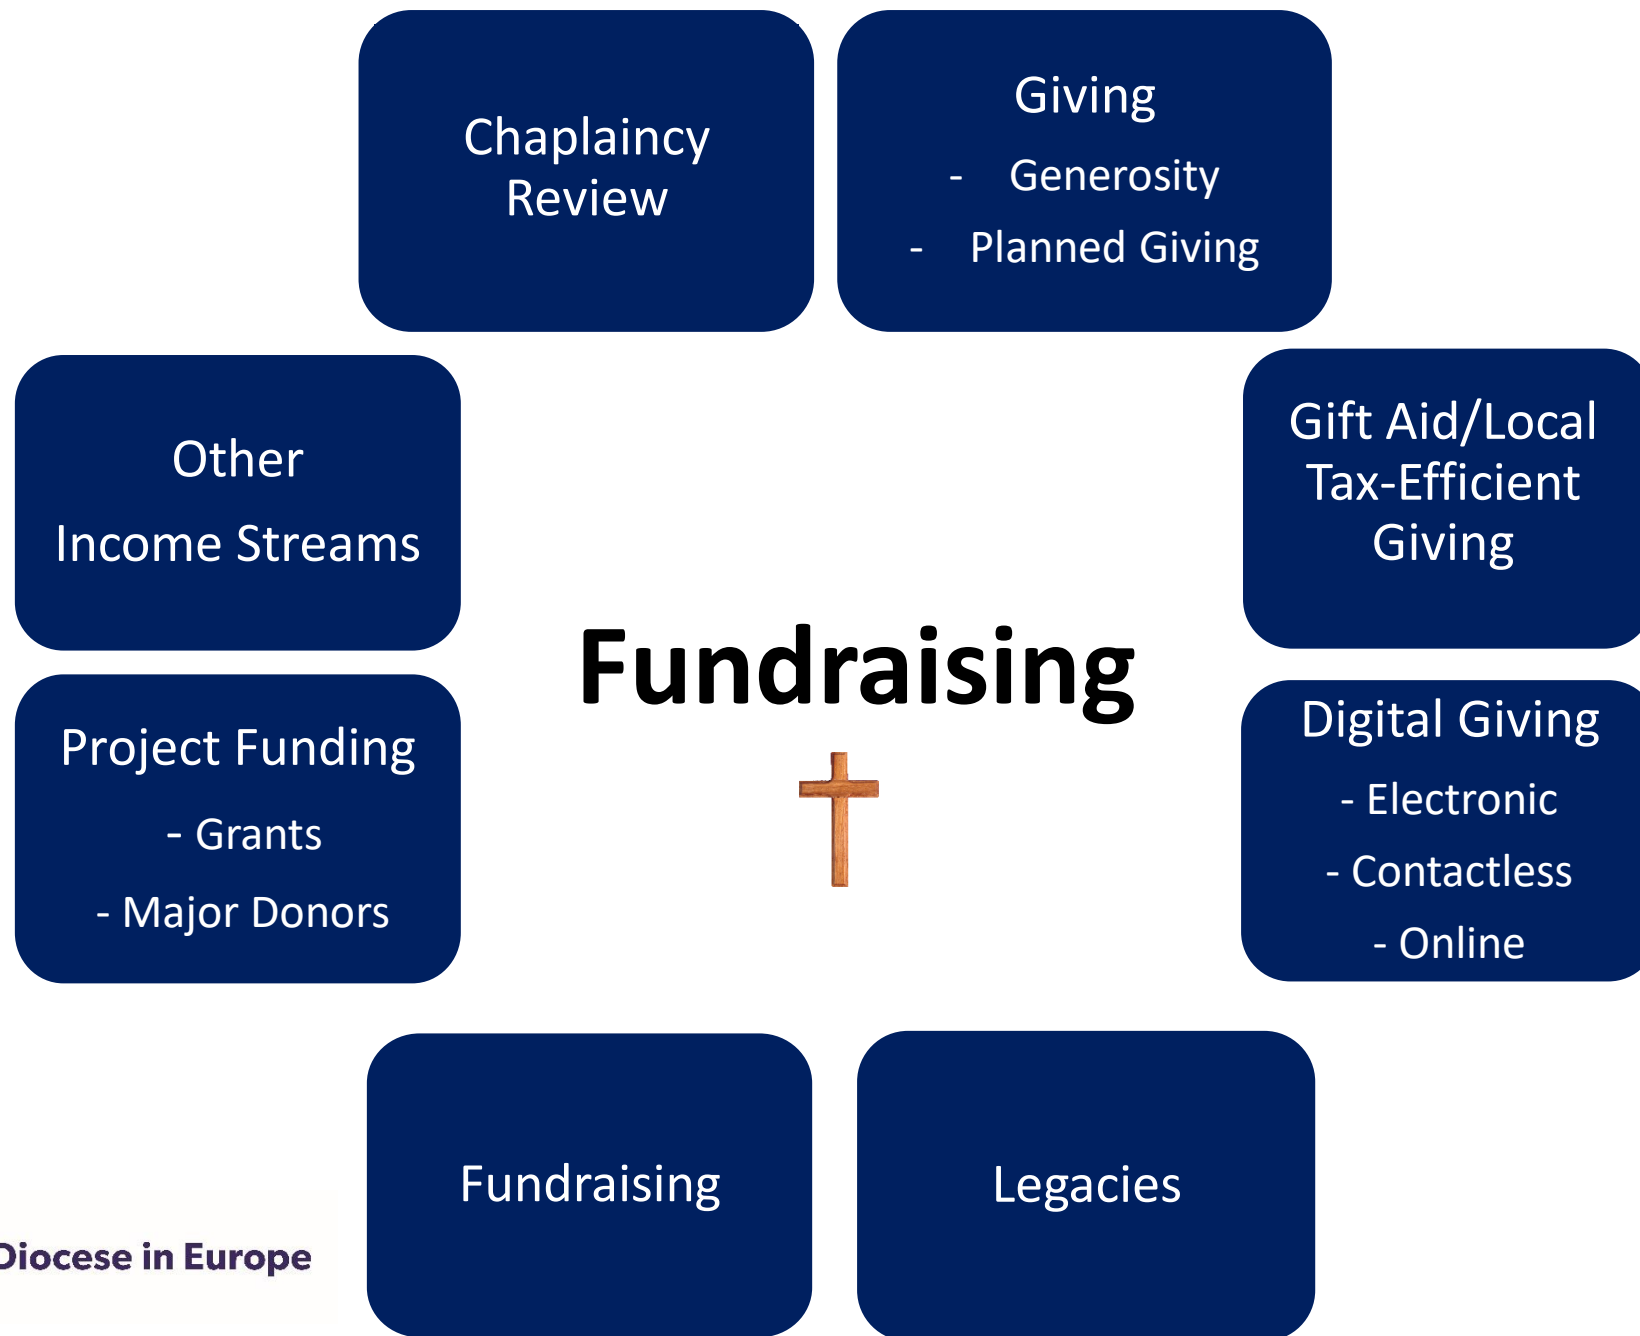 Chaplaincy
Review
Giving
- Generosity
- Planned Giving
Other
Income Streams
Gift Aid/Local
Tax-Efficient
Giving
Fundraising
Project Funding
- Grants
- Major Donors
Digital Giving
- Electronic
- Contactless
- Online
Fundraising
Legacies
Diocese in Europe